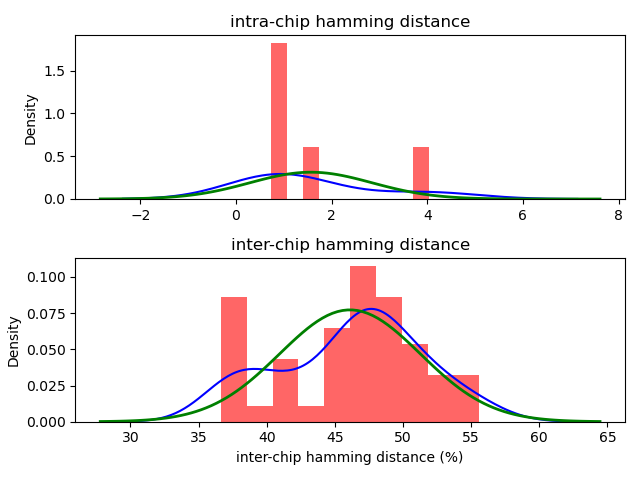 intra-chip hamming distance
1.5
1.0
0.5
0.0
Density
−2 0 2 4 6 8
inter-chip hamming distance
0.100
0.075
0.050
0.025
0.000
Density
30 35 40 45 50 55 60 65
inter-chip hamming distance (%)